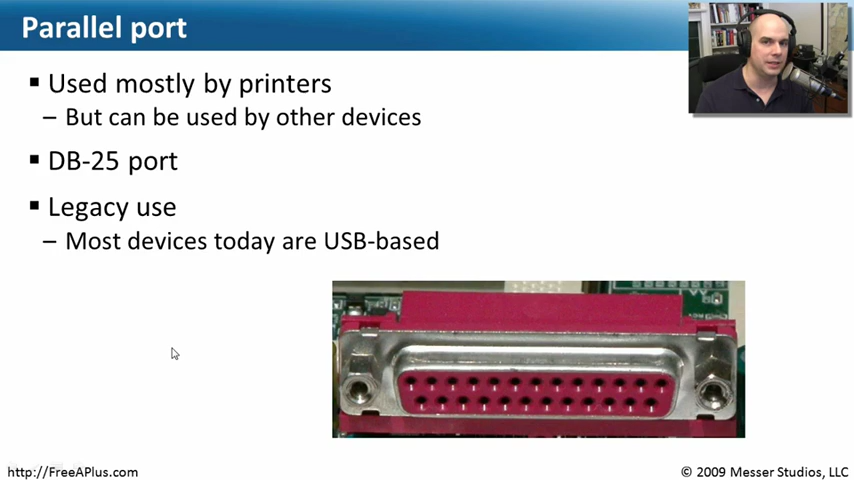 Parallel port
▪ Used mostly by printers
– But can be used by other devices
▪ DB-25 port
▪ Legacy use
– Most devices today are USB-based
http://FreeAPlus.com
© 2009 Messer Studios, LLC